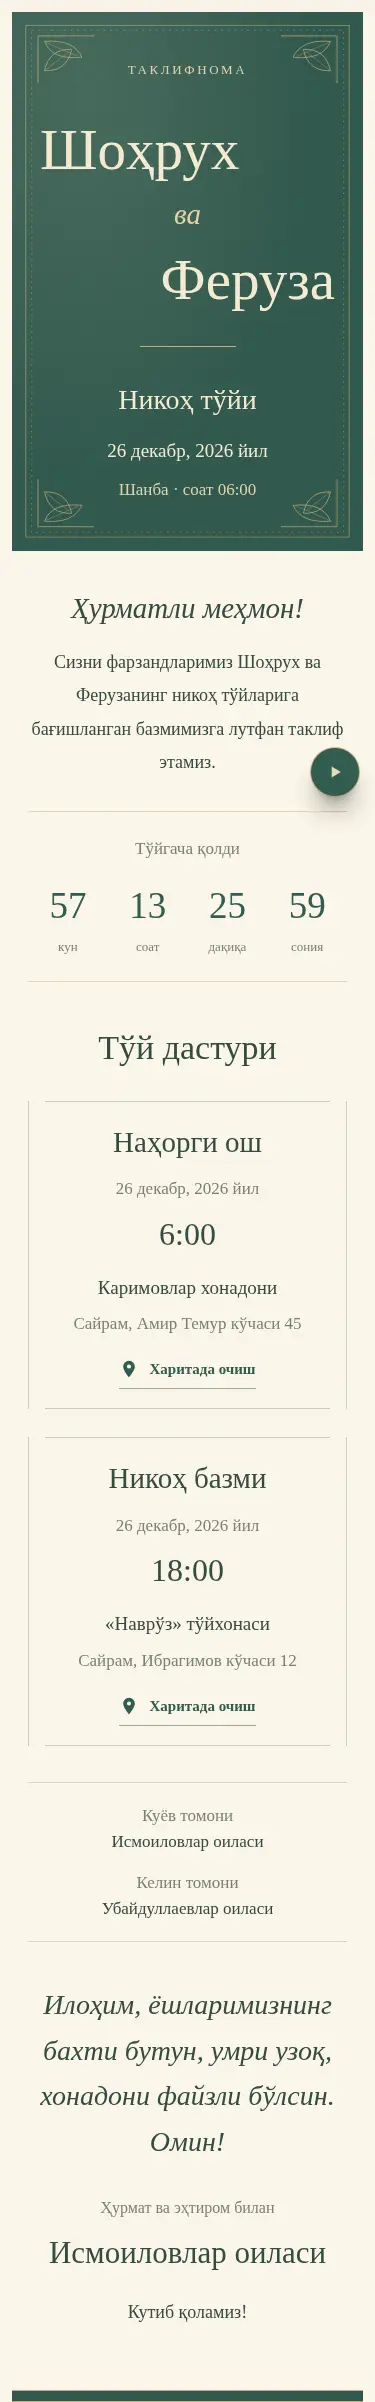 ТАКЛИФНОМА
Шоҳрух
ва
Феруза
Никоҳ тўйи
26 декабр, 2026 йил
Шанба · соат 06:00
Ҳурматли меҳмон!
Сизни фарзандларимиз Шоҳрух ва
Ферузанинг никоҳ тўйларига
бағишланган базмимизга лутфан таклиф
этамиз.
Тўйгача қолди
57 13 25 59
кун соат дақиқа сония
Тўй дастури
Наҳорги ош
26 декабр, 2026 йил
6:00
Каримовлар хонадони
Сайрам, Амир Темур кўчаси 45
Харитада очиш
Никоҳ базми
26 декабр, 2026 йил
18:00
«Наврўз» тўйхонаси
Сайрам, Ибрагимов кўчаси 12
Харитада очиш
Куёв томони
Исмоиловлар оиласи
Келин томони
Убайдуллаевлар оиласи
Илоҳим, ёшларимизнинг
бахти бутун, умри узоқ,
хонадони файзли бўлсин.
Омин!
Ҳурмат ва эҳтиром билан
Исмоиловлар оиласи
Кутиб қоламиз!